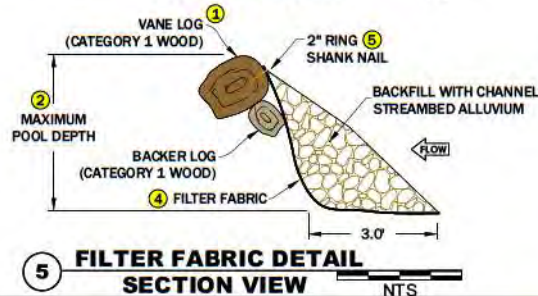 VANE LOG 1
(CATEGORY 1 WOOD)
2" RING 5
SHANK NAIL
2
MAXIMUM
POOL DEPTH
BACKFILL WITH CHANNEL
STREAMBED ALLUVIUM
FLOW
BACKER LOG
(CATEGORY 1 WOOD)
4 FILTER FABRIC
3.0'
5 FILTER FABRIC DETAIL
SECTION VIEW
NTS